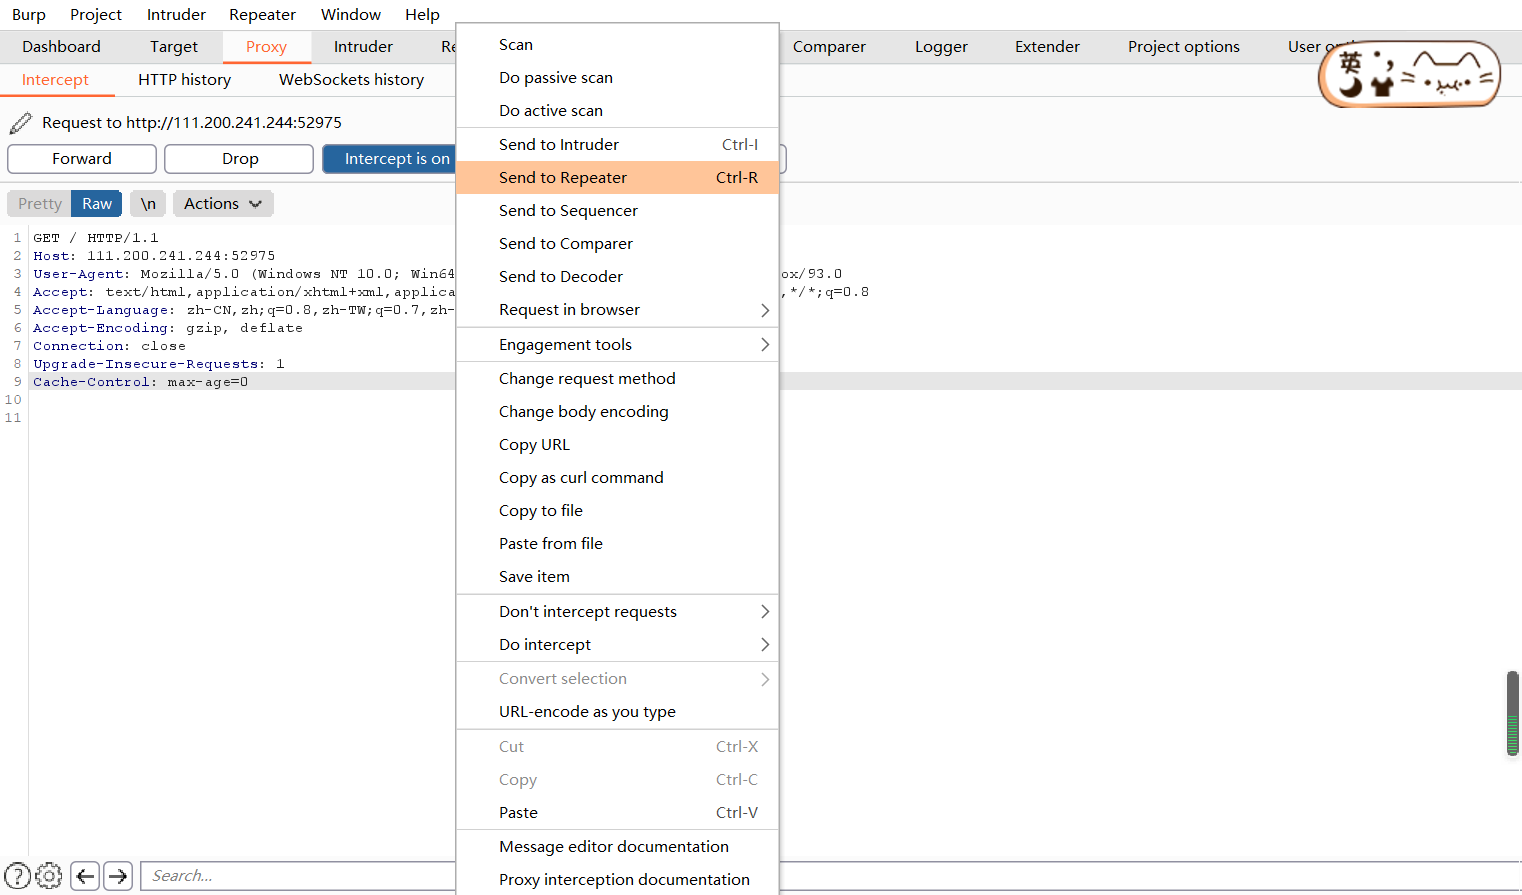 Burp Project Intruder Repeater Window Help
Dashboard Target Proxy Intruder Comparer Logger Extender Project options User
英
Intercept HTTP history WebSockets history
Request to http://111.200.241.244:52975
Forward Drop Intercept is on
Pretty Raw \n Actions
1 GET / HTTP/1.1
2 Host: 111.200.241.244:52975
3 User-Agent: Mozilla/5.0 (Windows NT 10.0; Win64 ox/93.0
4 Accept: text/html,application/xhtml+xml,applica ,*/*;q=0.8
5 Accept-Language: zh-CN,zh;q=0.8,zh-TW;q=0.7,zh-
6 Accept-Encoding: gzip, deflate
7 Connection: close
8 Upgrade-Insecure-Requests: 1
9 Cache-Control: max-age=0
10
11
Scan
Do passive scan
Do active scan
Send to Intruder Ctrl-I
Send to Repeater Ctrl-R
Send to Sequencer
Send to Comparer
Send to Decoder
Request in browser
Engagement tools
Change request method
Change body encoding
Copy URL
Copy as curl command
Copy to file
Paste from file
Save item
Don't intercept requests
Do intercept
Convert selection
URL-encode as you type
Cut Ctrl-X
Copy Ctrl-C
Paste Ctrl-V
Message editor documentation
Proxy interception documentation
Search...